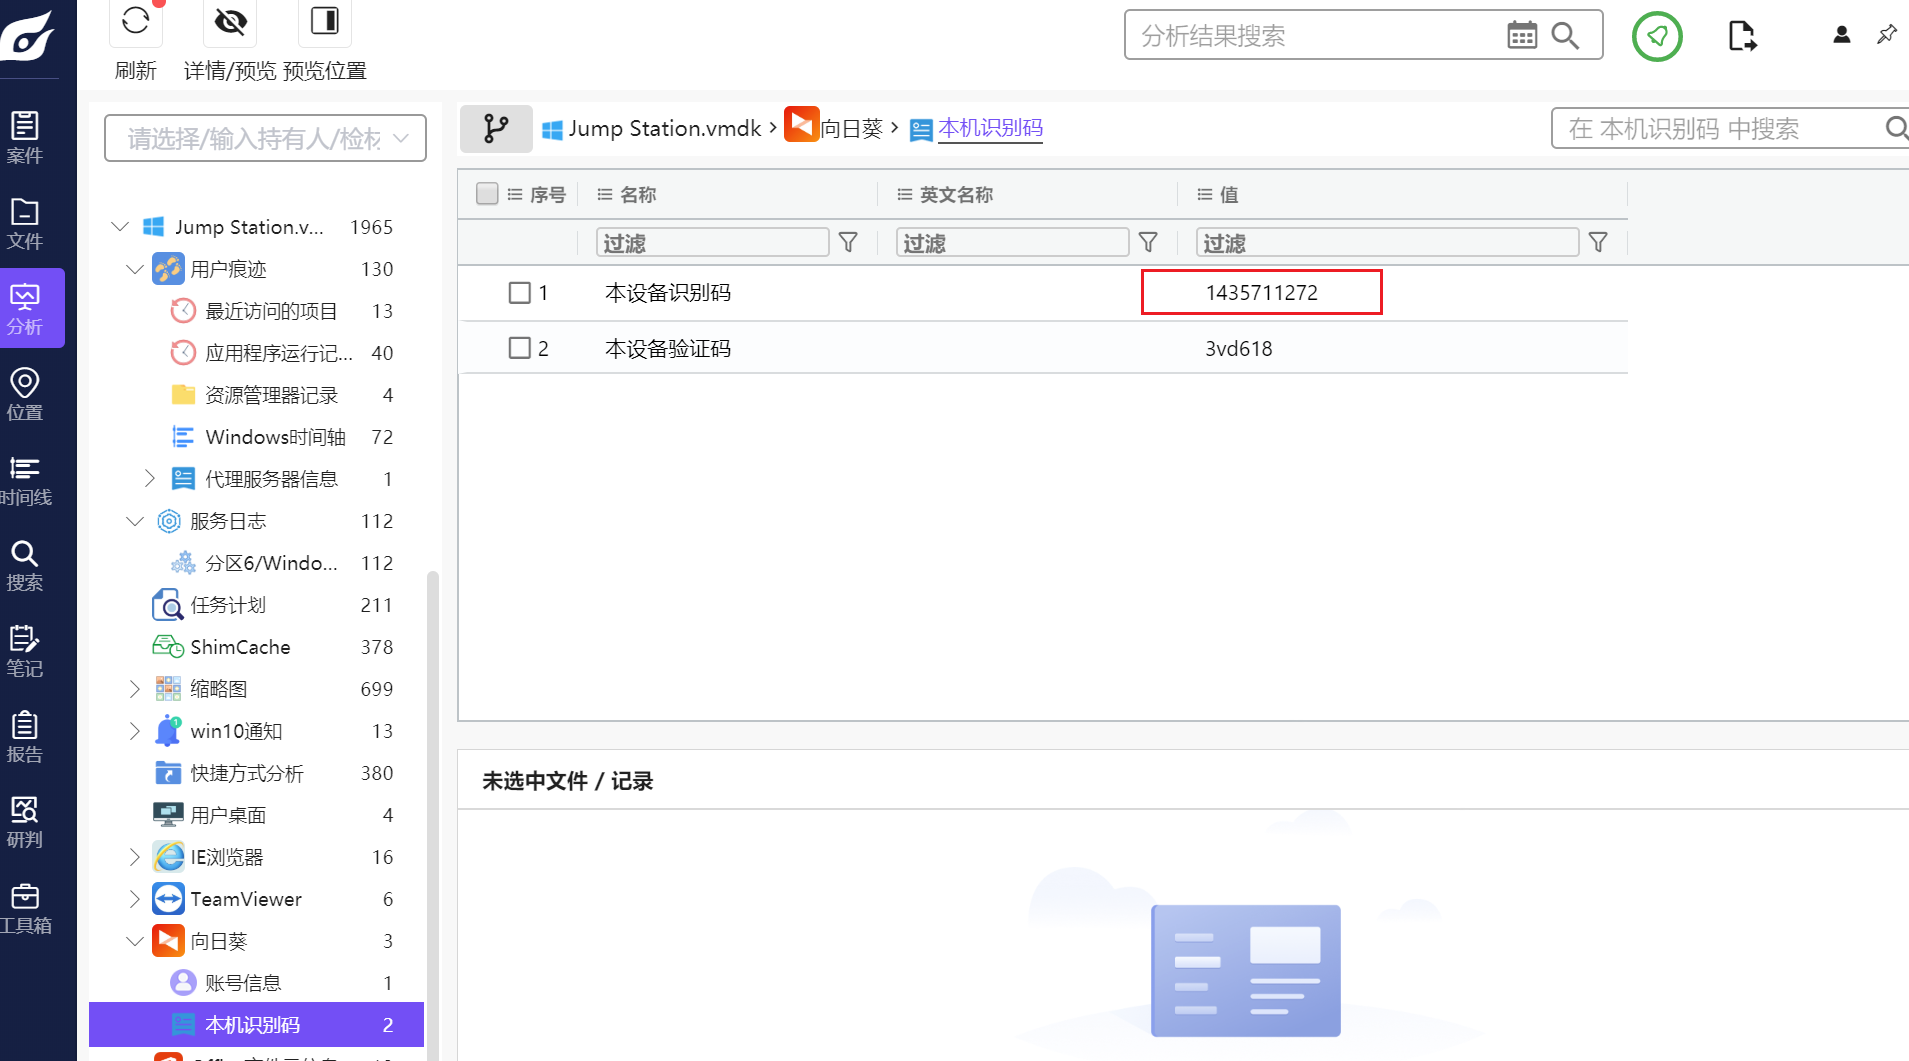 刷新
详情/预览
预览位置
分析结果搜索
案件
文件
分析
位置
时间线
搜索
笔记
报告
研判
工具箱
请选择/输入持有人/检材
Jump Station.v... 1965
用户痕迹 130
最近访问的项目 13
应用程序运行记... 40
资源管理器记录 4
Windows时间轴 72
代理服务器信息 1
服务日志 112
分区6/Windo... 112
任务计划 211
ShimCache 378
缩略图 699
win10通知 13
快捷方式分析 380
用户桌面 4
IE浏览器 16
TeamViewer 6
向日葵 3
账号信息 1
本机识别码 2
Jump Station.vmdk > 向日葵 > 本机识别码
在 本机识别码 中搜索
序号 名称 英文名称 值
过滤 过滤 过滤
1 本设备识别码 1435711272
2 本设备验证码 3vd618
未选中文件 / 记录